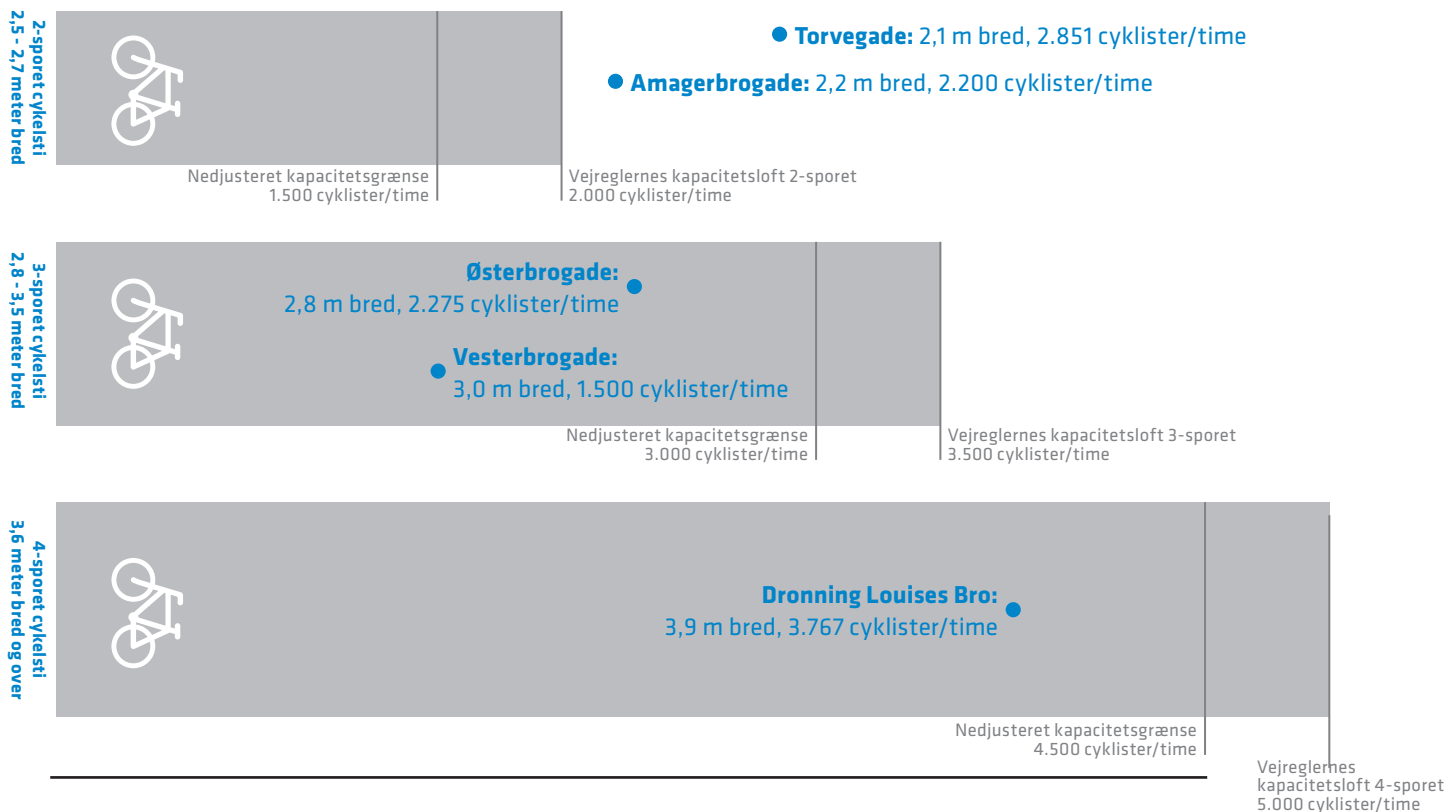 2-sporet cykelsti
2,5 - 2,7 meter bred
Torvegade: 2,1 m bred, 2.851 cyklister/time
Amagerbrogade: 2,2 m bred, 2.200 cyklister/time
Nedjusteret kapacitetsgrænse
1.500 cyklister/time
Vejreglernes kapacitetsloft 2-sporet
2.000 cyklister/time
3-sporet cykelsti
2,8 - 3,5 meter bred
Østerbrogade:
2,8 m bred, 2.275 cyklister/time
Vesterbrogade:
3,0 m bred, 1.500 cyklister/time
Nedjusteret kapacitetsgrænse
3.000 cyklister/time
Vejreglernes kapacitetsloft 3-sporet
3.500 cyklister/time
4-sporet cykelsti
3,6 meter bred og over
Dronning Louises Bro:
3,9 m bred, 3.767 cyklister/time
Nedjusteret kapacitetsgrænse
4.500 cyklister/time
Vejreglernes
kapacitetsloft 4-sporet
5.000 cyklister/time